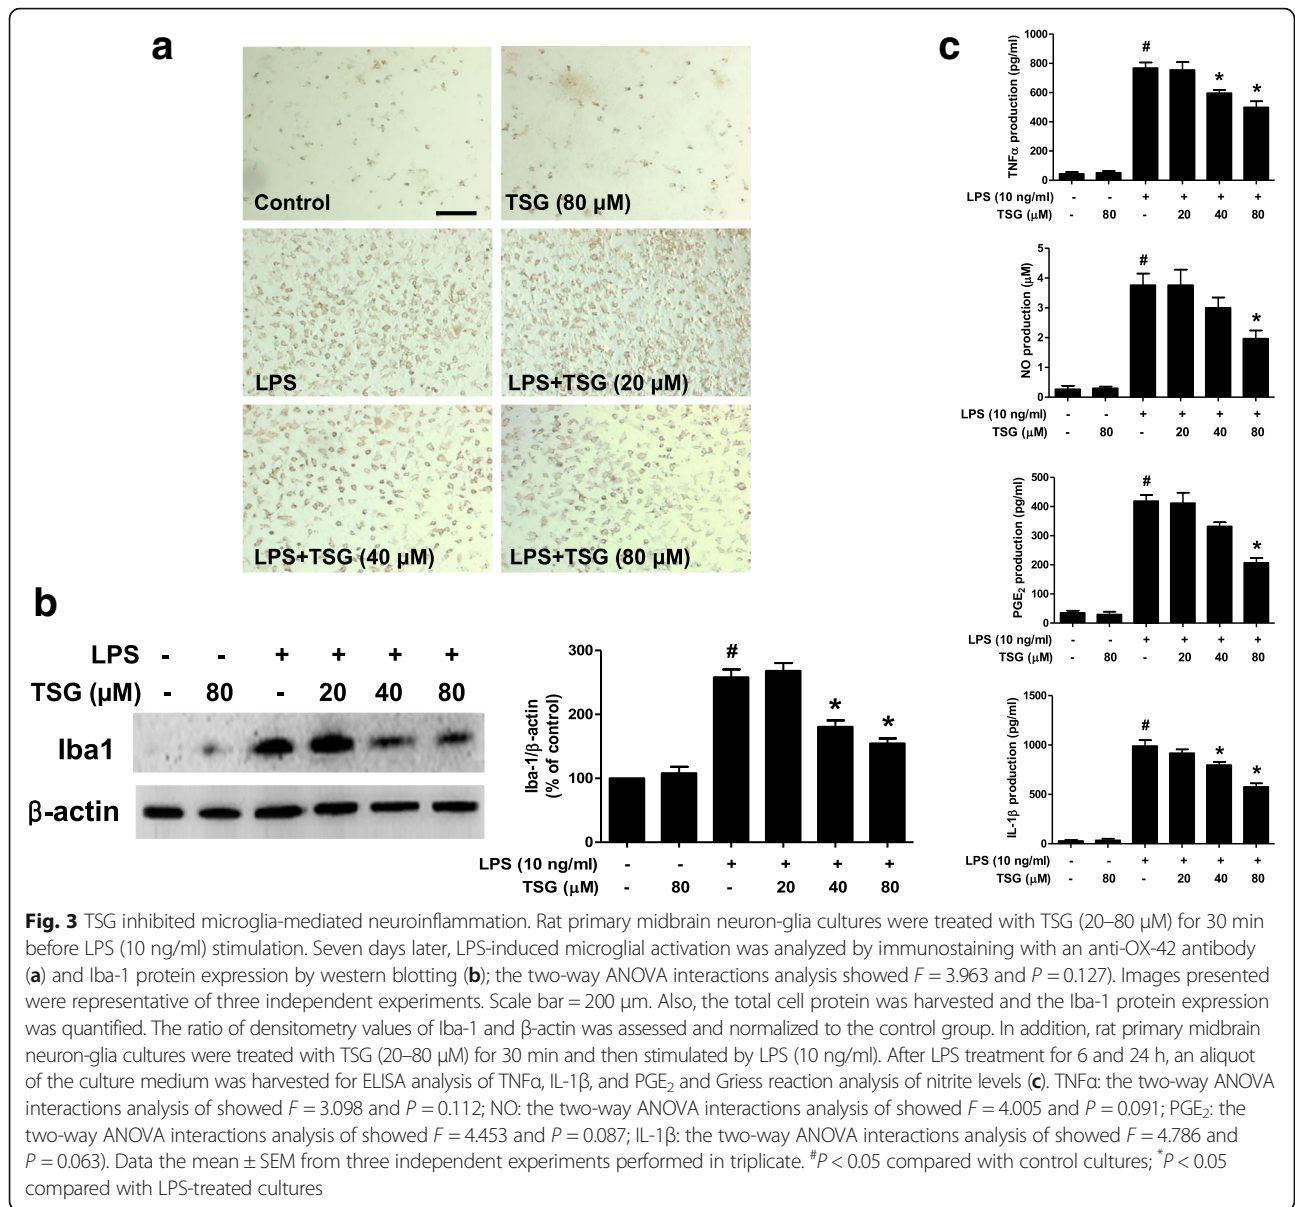 a
Control
TSG (80 µM)
LPS
LPS+TSG (20 µM)
LPS+TSG (40 µM)
LPS+TSG (80 µM)
b
LPS - - + + + +
TSG (µM) - 80 - 20 40 80
Iba1
β-actin
Iba-1/β-actin
(% of control)
300
200
100
0
#
*
*
LPS (10 ng/ml) - - + + + +
TSG (µM) - 80 - 20 40 80
c
TNFα production (pg/ml)
1000
800
600
400
200
0
#
*
*
LPS (10 ng/ml) - - + + + +
TSG (µM) - 80 - 20 40 80
NO production (µM)
5
4
3
2
1
0
#
*
LPS (10 ng/ml) - - + + + +
TSG (µM) - 80 - 20 40 80
PGE₂ production (pg/ml)
500
400
300
200
100
0
#
*
LPS (10 ng/ml) - - + + + +
TSG (µM) - 80 - 20 40 80
IL-1β production (pg/ml)
1500
1000
500
0
#
*
*
LPS (10 ng/ml) - - + + + +
TSG (µM) - 80 - 20 40 80
Fig. 3 TSG inhibited microglia-mediated neuroinflammation. Rat primary midbrain neuron-glia cultures were treated with TSG (20–80 µM) for 30 min
before LPS (10 ng/ml) stimulation. Seven days later, LPS-induced microglial activation was analyzed by immunostaining with an anti-OX-42 antibody
(a) and Iba-1 protein expression by western blotting (b); the two-way ANOVA interactions analysis showed F = 3.963 and P = 0.127). Images presented
were representative of three independent experiments. Scale bar = 200 µm. Also, the total cell protein was harvested and the Iba-1 protein expression
was quantified. The ratio of densitometry values of Iba-1 and β-actin was assessed and normalized to the control group. In addition, rat primary midbrain
neuron-glia cultures were treated with TSG (20–80 µM) for 30 min and then stimulated by LPS (10 ng/ml). After LPS treatment for 6 and 24 h, an aliquot
of the culture medium was harvested for ELISA analysis of TNFα, IL-1β, and PGE₂ and Griess reaction analysis of nitrite levels (c). TNFα: the two-way ANOVA
interactions analysis of showed F = 3.098 and P = 0.112; NO: the two-way ANOVA interactions analysis of showed F = 4.005 and P = 0.091; PGE₂: the
two-way ANOVA interactions analysis of showed F = 4.453 and P = 0.087; IL-1β: the two-way ANOVA interactions analysis of showed F = 4.786 and
P = 0.063). Data the mean ± SEM from three independent experiments performed in triplicate. #P < 0.05 compared with control cultures; *P < 0.05
compared with LPS-treated cultures